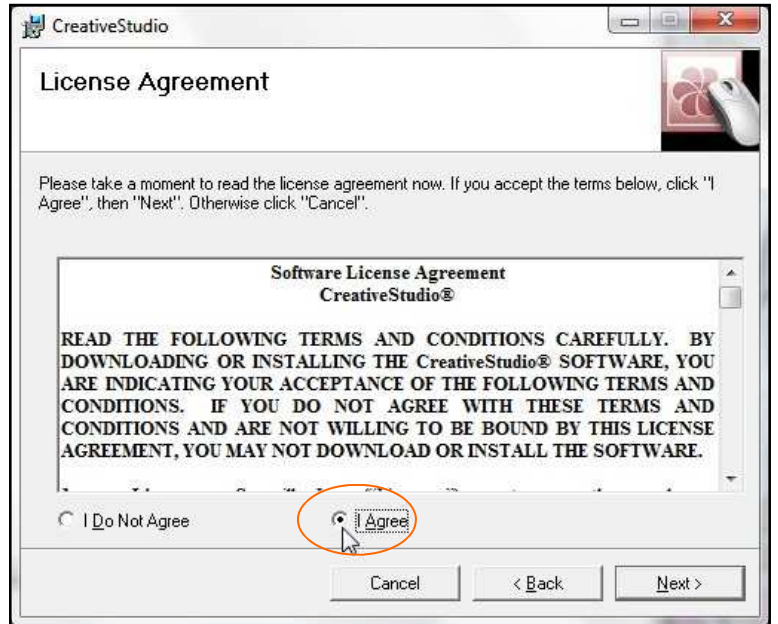 CreativeStudio
License Agreement
Please take a moment to read the license agreement now. If you accept the terms below, click "I
Agree", then "Next". Otherwise click "Cancel".
Software License Agreement
CreativeStudio®
READ THE FOLLOWING TERMS AND CONDITIONS CAREFULLY. BY
DOWNLOADING OR INSTALLING THE CreativeStudio® SOFTWARE, YOU
ARE INDICATING YOUR ACCEPTANCE OF THE FOLLOWING TERMS AND
CONDITIONS. IF YOU DO NOT AGREE WITH THESE TERMS AND
CONDITIONS AND ARE NOT WILLING TO BE BOUND BY THIS LICENSE
AGREEMENT, YOU MAY NOT DOWNLOAD OR INSTALL THE SOFTWARE.
I Do Not Agree
I Agree
Cancel
< Back
Next >